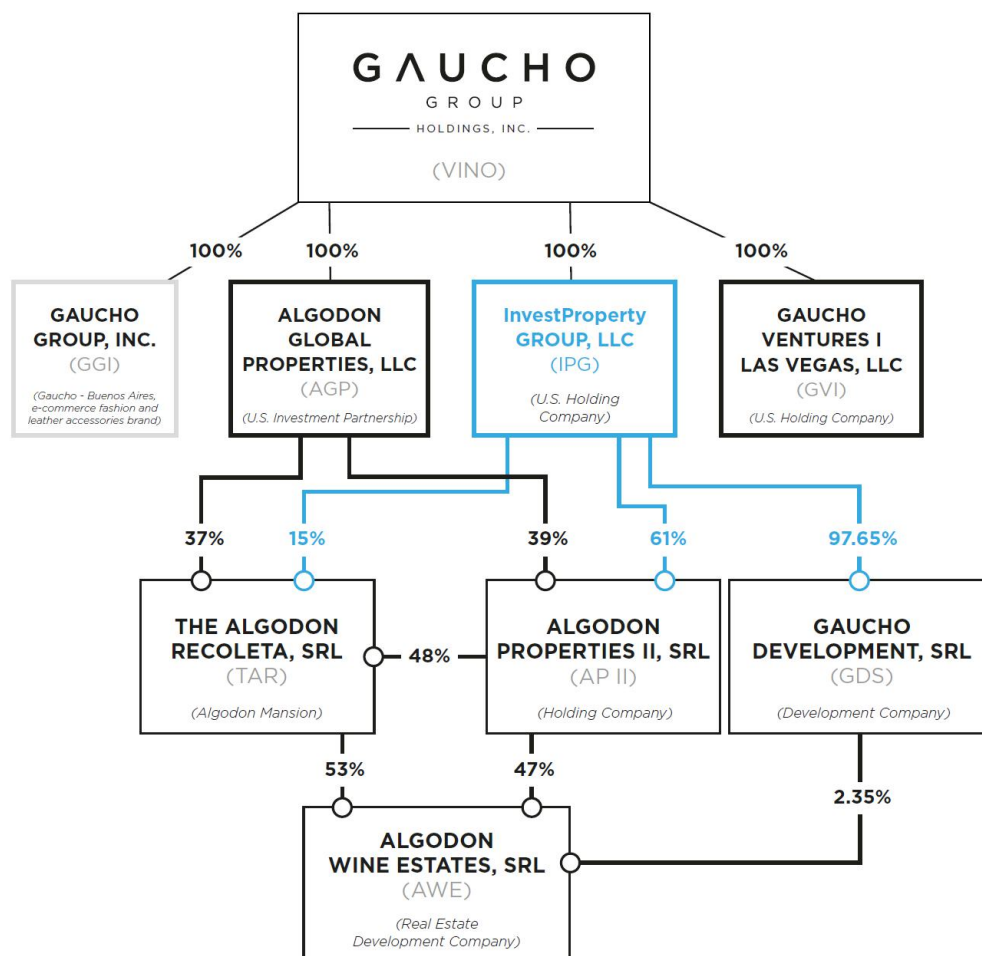 GAUCHO
GROUP
HOLDINGS, INC.
(VINO)
100% 100% 100% 100%
GAUCHO
GROUP, INC.
(GGI)
(Gaucho - Buenos Aires,
e-commerce fashion and
leather accessories brand)
ALGODON
GLOBAL
PROPERTIES, LLC
(AGP)
(U.S. Investment Partnership)
InvestProperty
GROUP, LLC
(IPG)
(U.S. Holding
Company)
GAUCHO
VENTURES I
LAS VEGAS, LLC
(GVI)
(U.S. Holding Company)
37% 15% 39% 61% 97.65%
THE ALGODON
RECOLETA, SRL
(TAR)
(Algodon Mansion)
48%
ALGODON
PROPERTIES II, SRL
(AP II)
(Holding Company)
GAUCHO
DEVELOPMENT, SRL
(GDS)
(Development Company)
53% 47% 2.35%
ALGODON
WINE ESTATES, SRL
(AWE)
(Real Estate
Development Company)